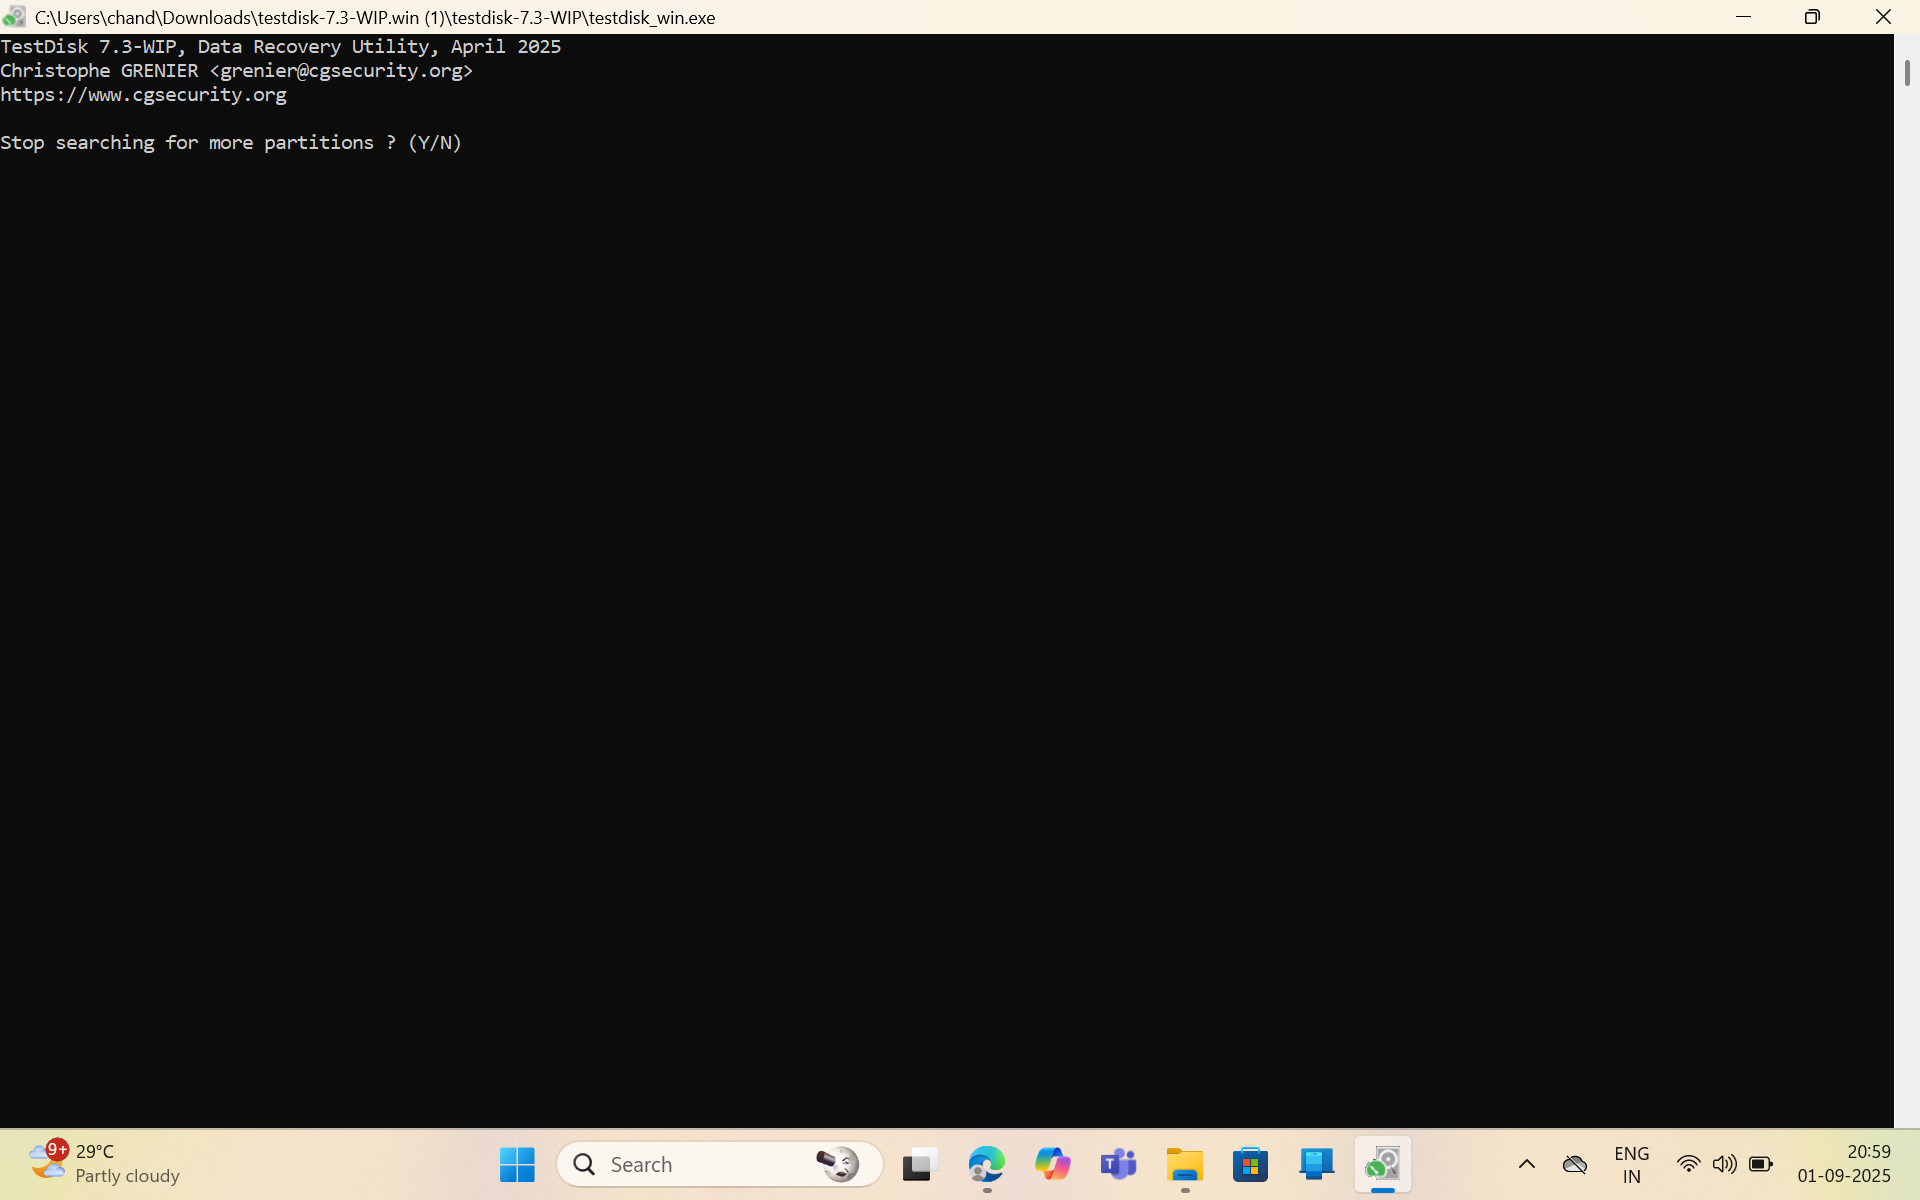 C:\Users\chand\Downloads\testdisk-7.3-WIP.win (1)\testdisk-7.3-WIP\testdisk_win.exe
TestDisk 7.3-WIP, Data Recovery Utility, April 2025
Christophe GRENIER <grenier@cgsecurity.org>
https://www.cgsecurity.org
Stop searching for more partitions ? (Y/N)
9+
29°C
Partly cloudy
Search
ENG
IN
20:59
01-09-2025